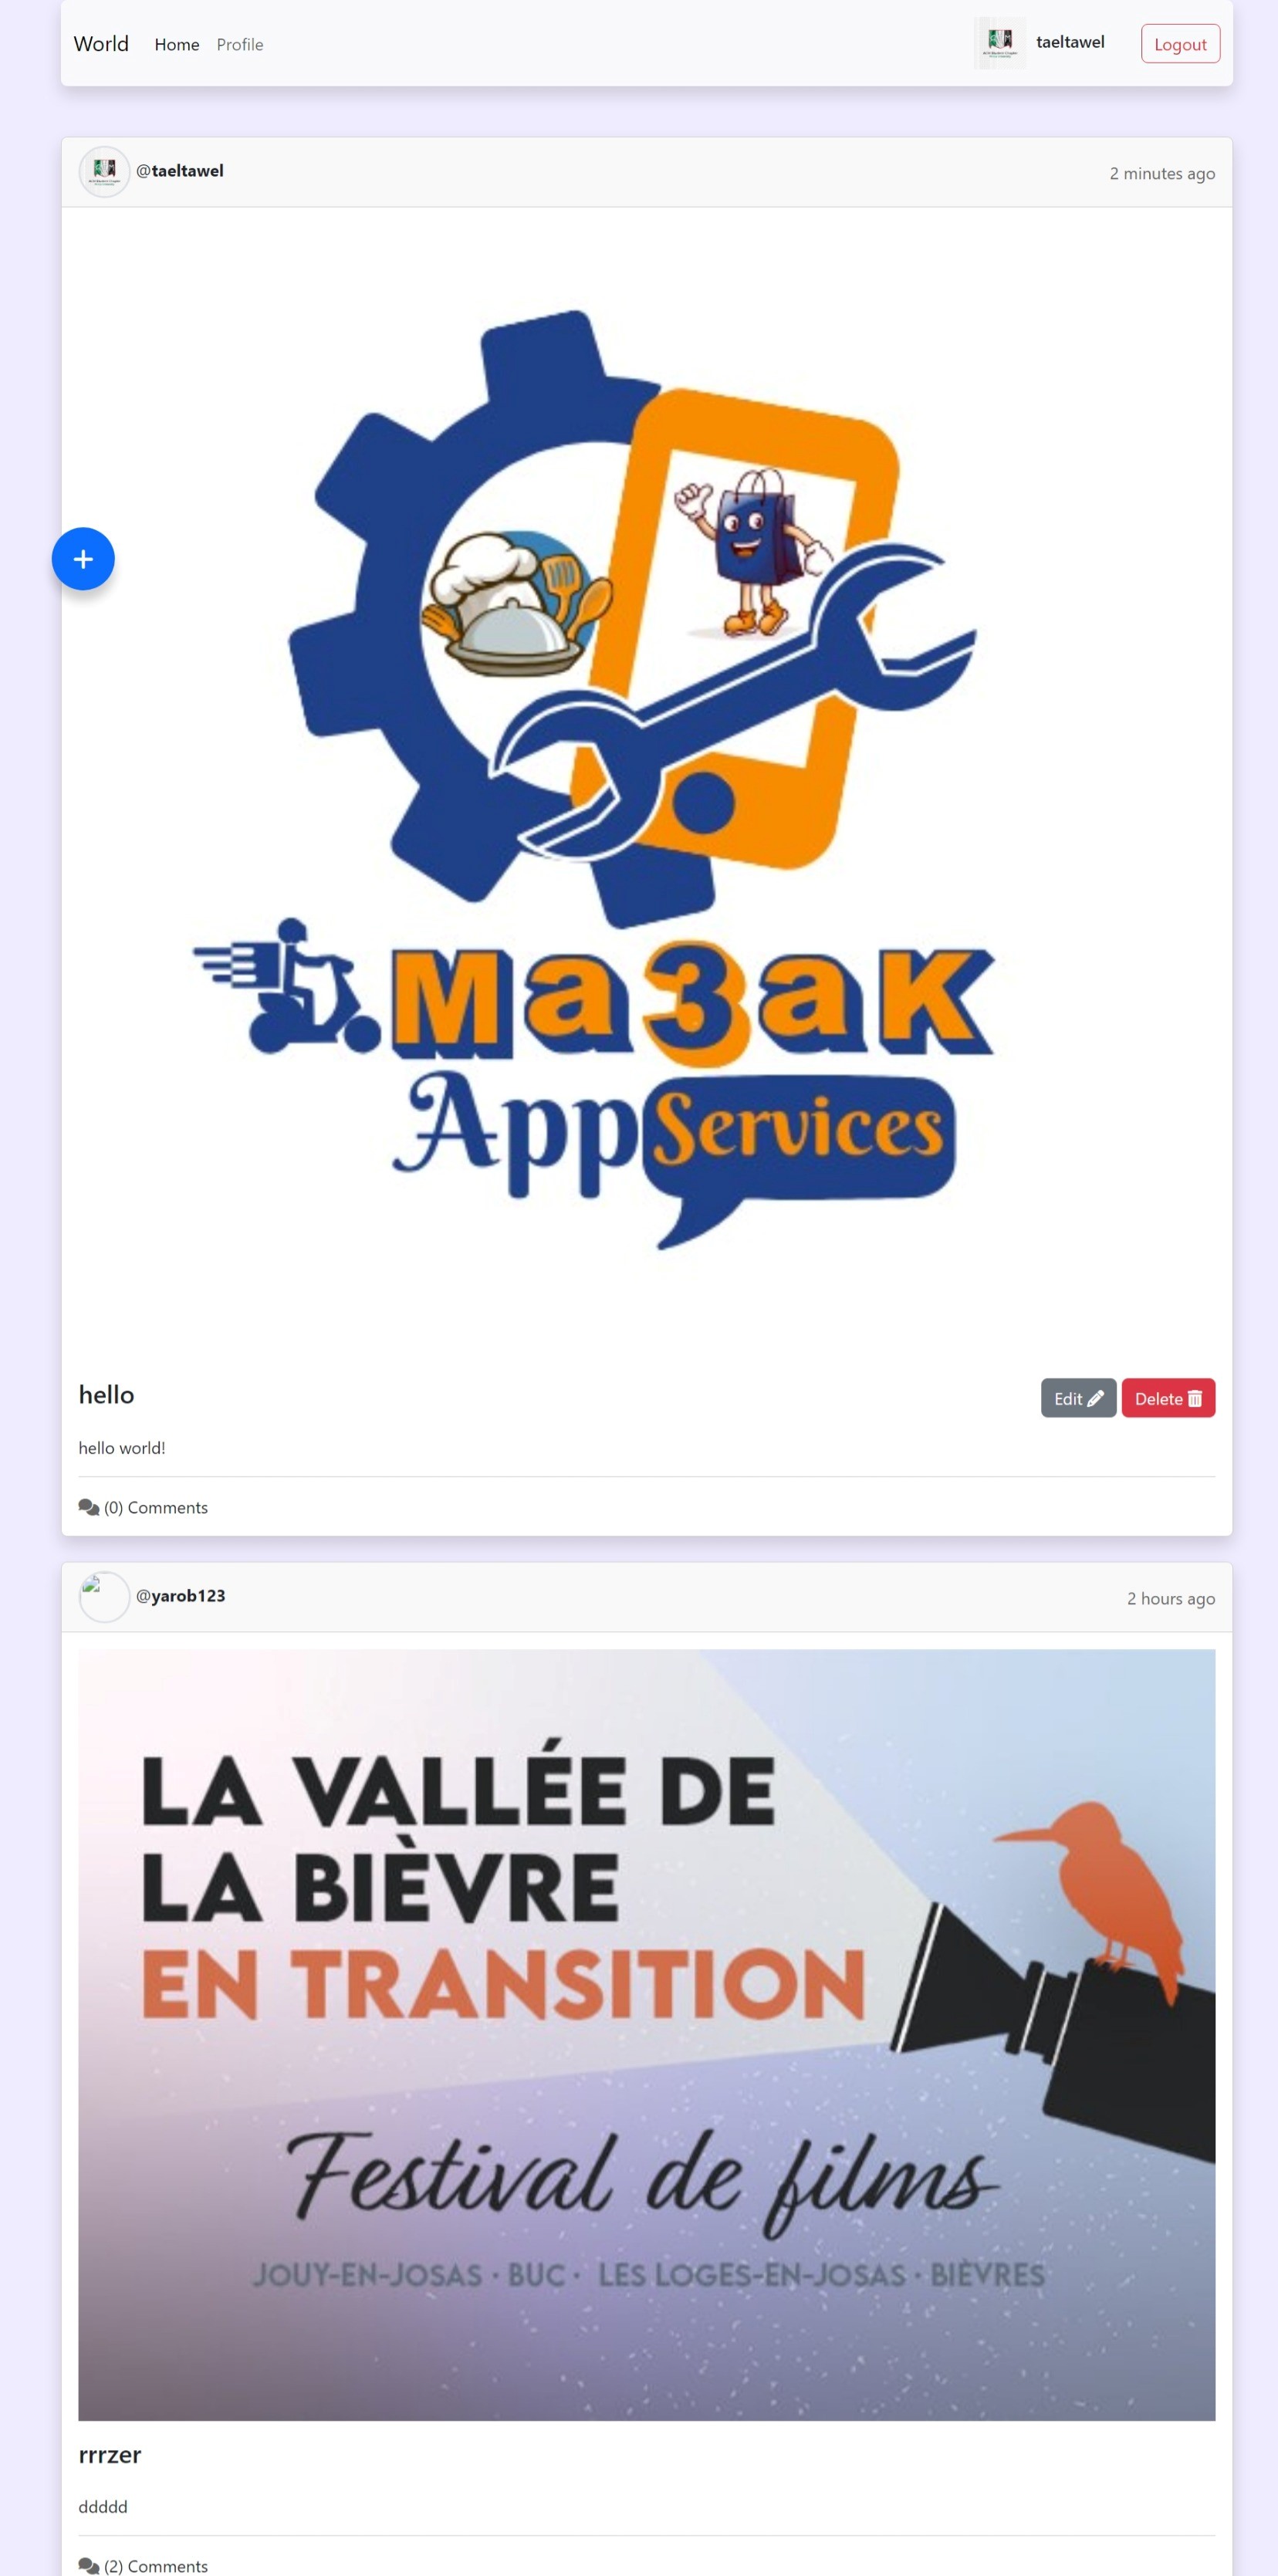 World Home Profile taeltawel Logout
@taeltawel 2 minutes ago
Ma3aK
App Services
hello Edit Delete
hello world!
(0) Comments
@yarob123 2 hours ago
LA VALLÉE DE
LA BIÈVRE
EN TRANSITION
Festival de films
JOUY-EN-JOSAS · BUC · LES LOGES-EN-JOSAS · BIÈVRES
rrrzer
ddddd
(2) Comments